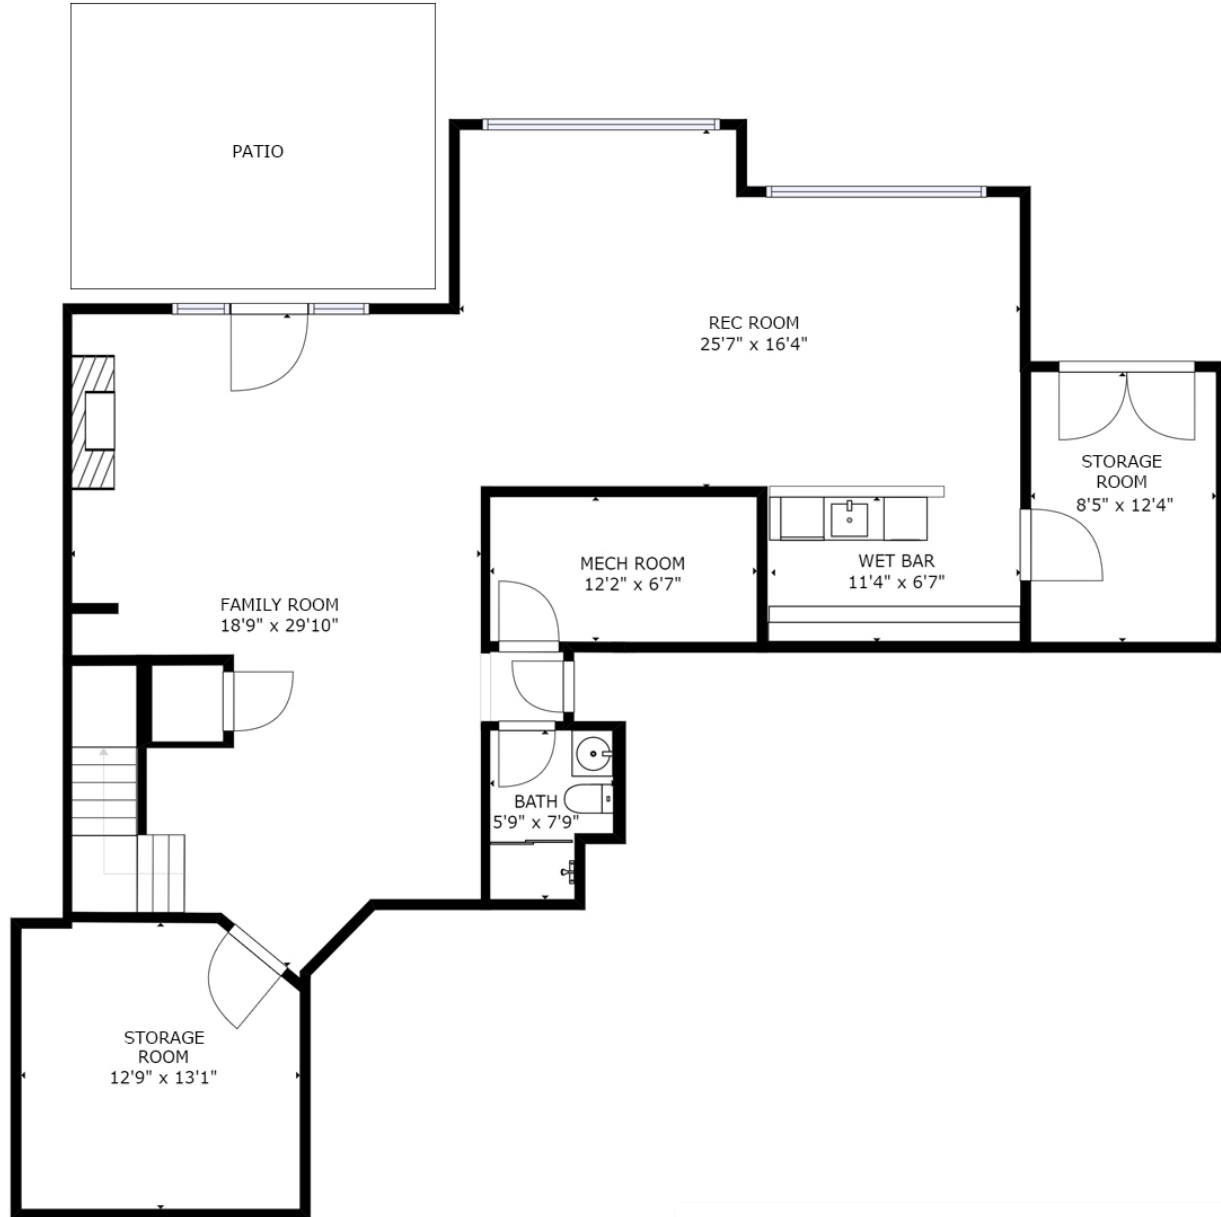 PATIO
REC ROOM
25'7" x 16'4"
STORAGE
ROOM
8'5" x 12'4"
MECH ROOM
12'2" x 6'7"
WET BAR
11'4" x 6'7"
FAMILY ROOM
18'9" x 29'10"
BATH
5'9" x 7'9"
STORAGE
ROOM
12'9" x 13'1"